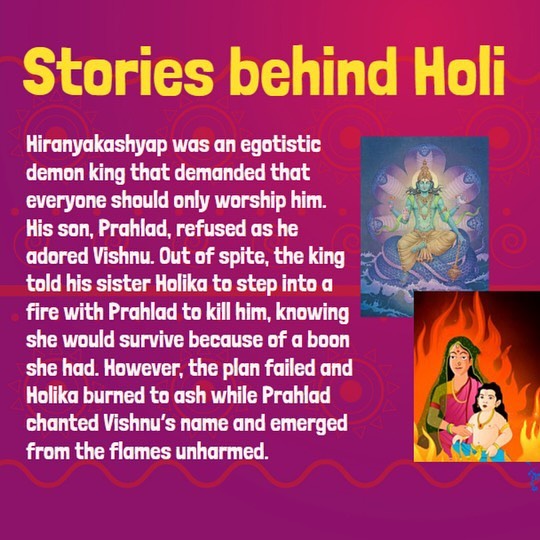 Stories behind Holi
Hiranyakashyap was an egotistic
demon king that demanded that
everyone should only worship him.
His son, Prahlad, refused as he
adored Vishnu. Out of spite, the king
told his sister Holika to step into a
fire with Prahlad to kill him, knowing
she would survive because of a boon
she had. However, the plan failed and
Holika burned to ash while Prahlad
chanted Vishnu's name and emerged
from the flames unharmed.